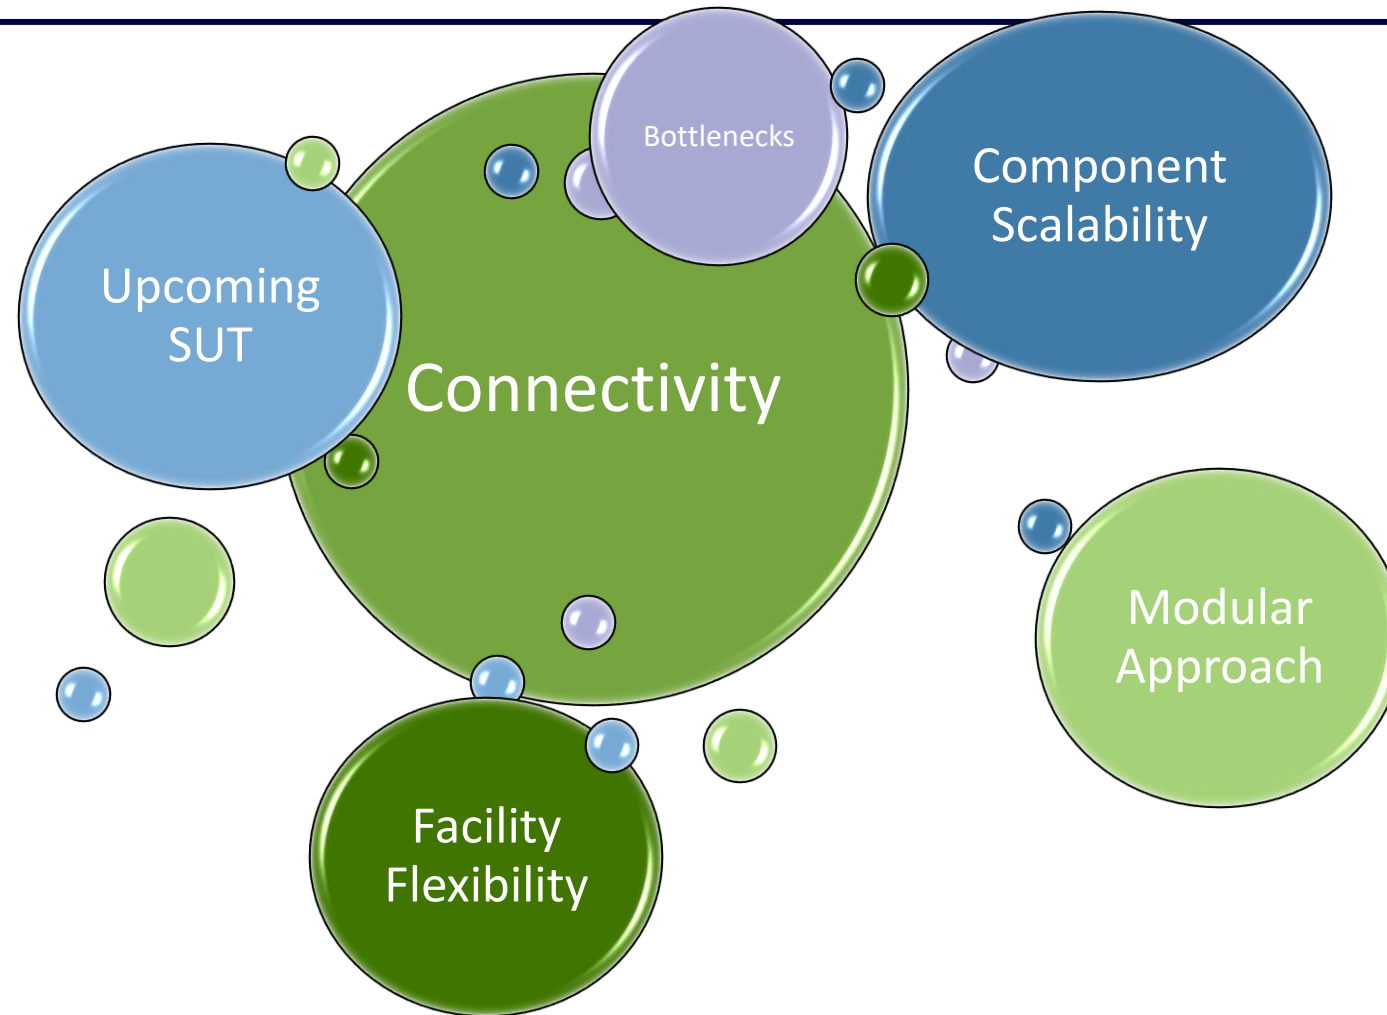 Bottlenecks
Component
Scalability
Upcoming
SUT
Connectivity
Modular
Approach
Facility
Flexibility